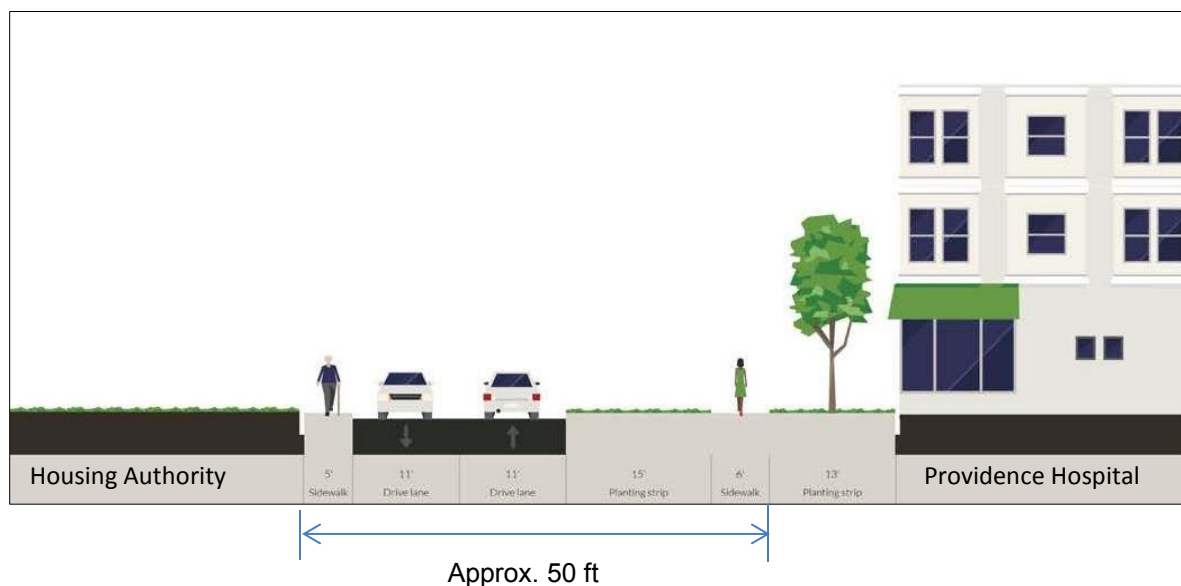 Housing Authority
5'
Sidewalk
11'
Drive lane
11'
Drive lane
15'
Planting strip
6'
Sidewalk
13'
Planting strip
Providence Hospital
Approx. 50 ft